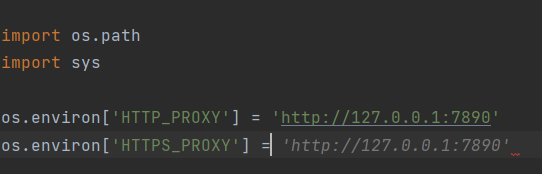 import os.path
import sys
os.environ['HTTP_PROXY'] = 'http://127.0.0.1:7890'
os.environ['HTTPS_PROXY'] = 'http://127.0.0.1:7890'